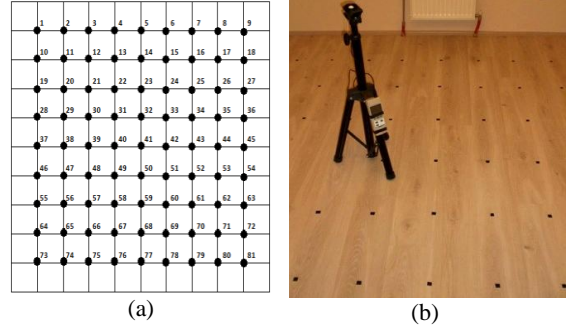 1 2 3 4 5 6 7 8 9
10 11 12 13 14 15 16 17 18
19 20 21 22 23 24 25 26 27
28 29 30 31 32 33 34 35 36
37 38 39 40 41 42 43 44 45
46 47 48 49 50 51 52 53 54
55 56 57 58 59 60 61 62 63
64 65 66 67 68 69 70 71 72
73 74 75 76 77 78 79 80 81
(a) (b)